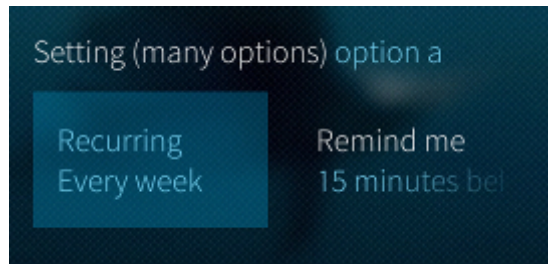 Setting (many options) option a
Recurring
Every week
Remind me
15 minutes